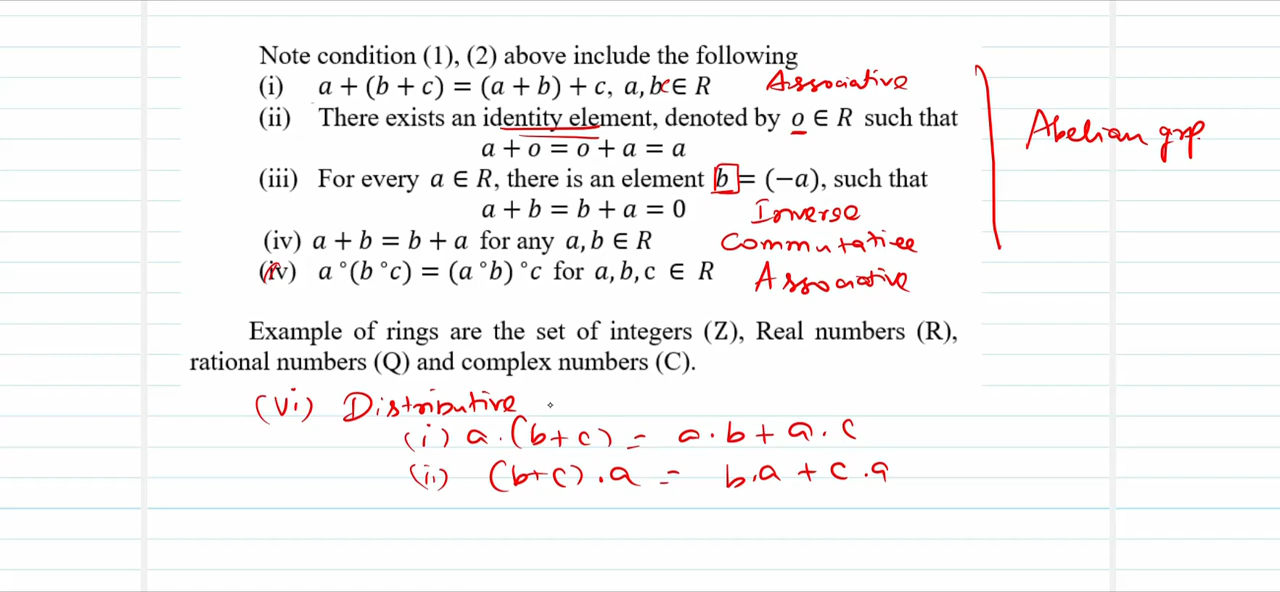 Note condition (1), (2) above include the following
(i) a + (b + c) = (a + b) + c, a, bc ∈ R Associative
(ii) There exists an identity element, denoted by o ∈ R such that
a + o = o + a = a
Abelian grp.
(iii) For every a ∈ R, there is an element b = (−a), such that
a + b = b + a = 0 Inverse
(iv) a + b = b + a for any a, b ∈ R Commutative
(v) a °(b °c) = (a °b) °c for a, b, c ∈ R Associative
Example of rings are the set of integers (Z), Real numbers (R),
rational numbers (Q) and complex numbers (C).
(Vi) Distributive
(i) a.(b+c) = a.b + a.c
(ii) (b+c).a = b.a + c.a